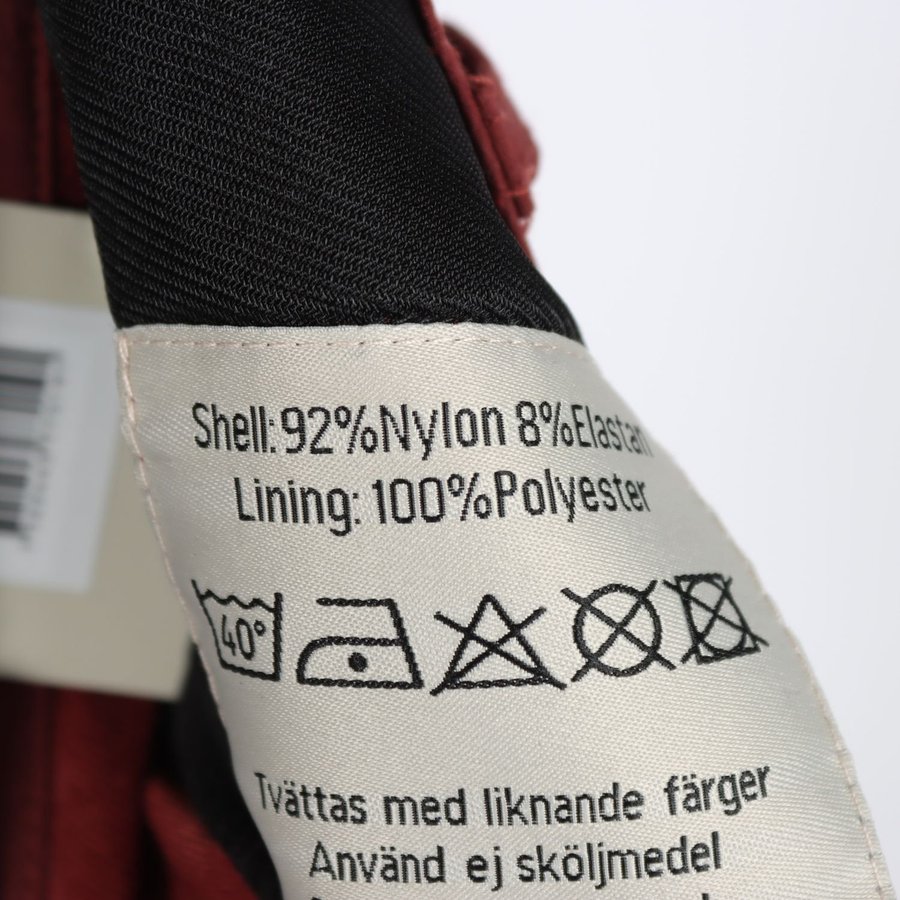 Shell:92%Nylon 8%Elastan
Lining: 100%Polyester
40°
Tvättas med liknande färger
Använd ej sköljmedel